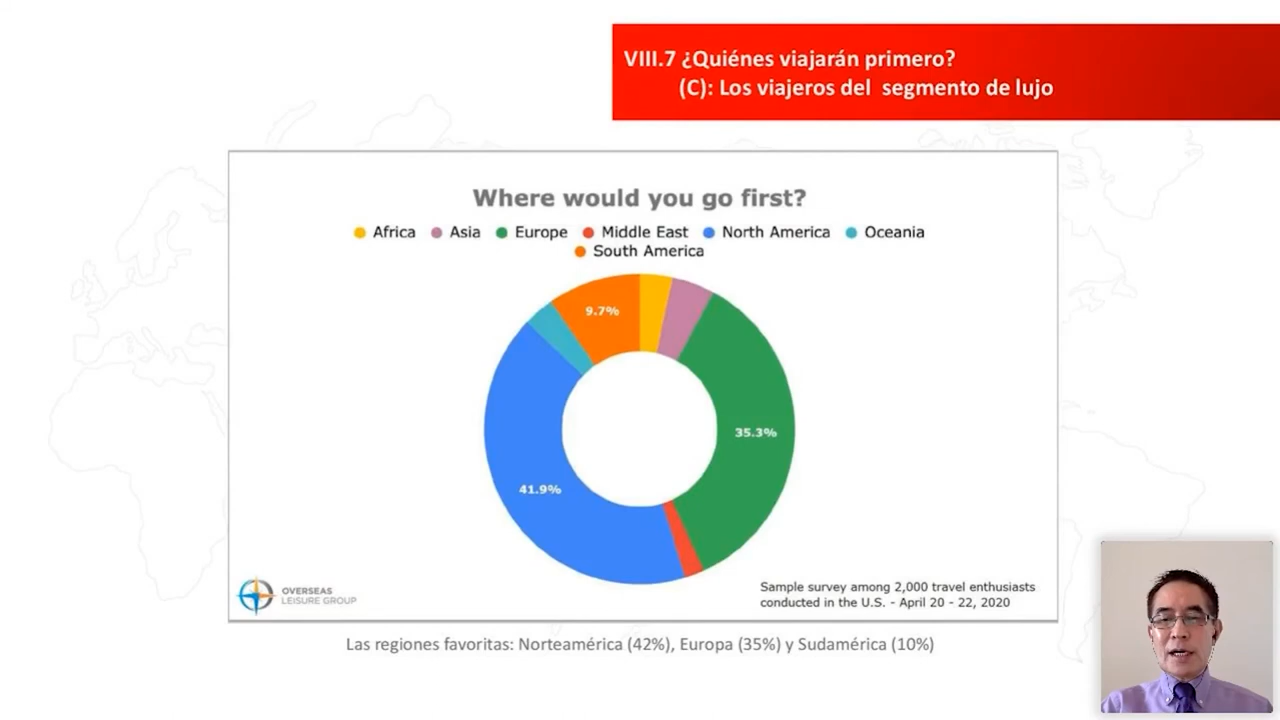 VIII.7 ¿Quiénes viajarán primero?
(C): Los viajeros del segmento de lujo
Where would you go first?
Africa Asia Europe Middle East North America Oceania
South America
9.7%
35.3%
41.9%
OVERSEAS
LEISURE GROUP
Sample survey among 2,000 travel enthusiasts
conducted in the U.S. - April 20 - 22, 2020
Las regiones favoritas: Norteamérica (42%), Europa (35%) y Sudamérica (10%)